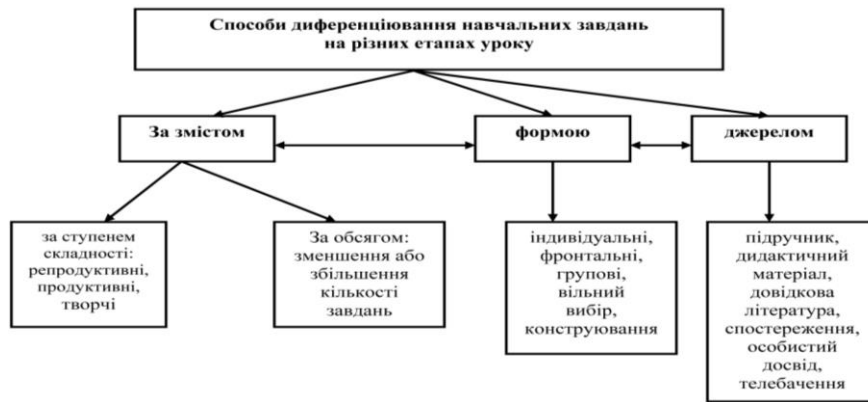 Способи диференціювання навчальних завдань
на різних етапах уроку
За змістом
формою
джерелом
за ступенем
складності:
репродуктивні,
продуктивні,
творчі
За обсягом:
зменшення або
збільшення
кількості
завдань
індивідуальні,
фронтальні,
групові,
вільний
вибір,
конструювання
підручник,
дидактичний
матеріал,
довідкова
література,
спостереження,
особистий
досвід,
телебачення